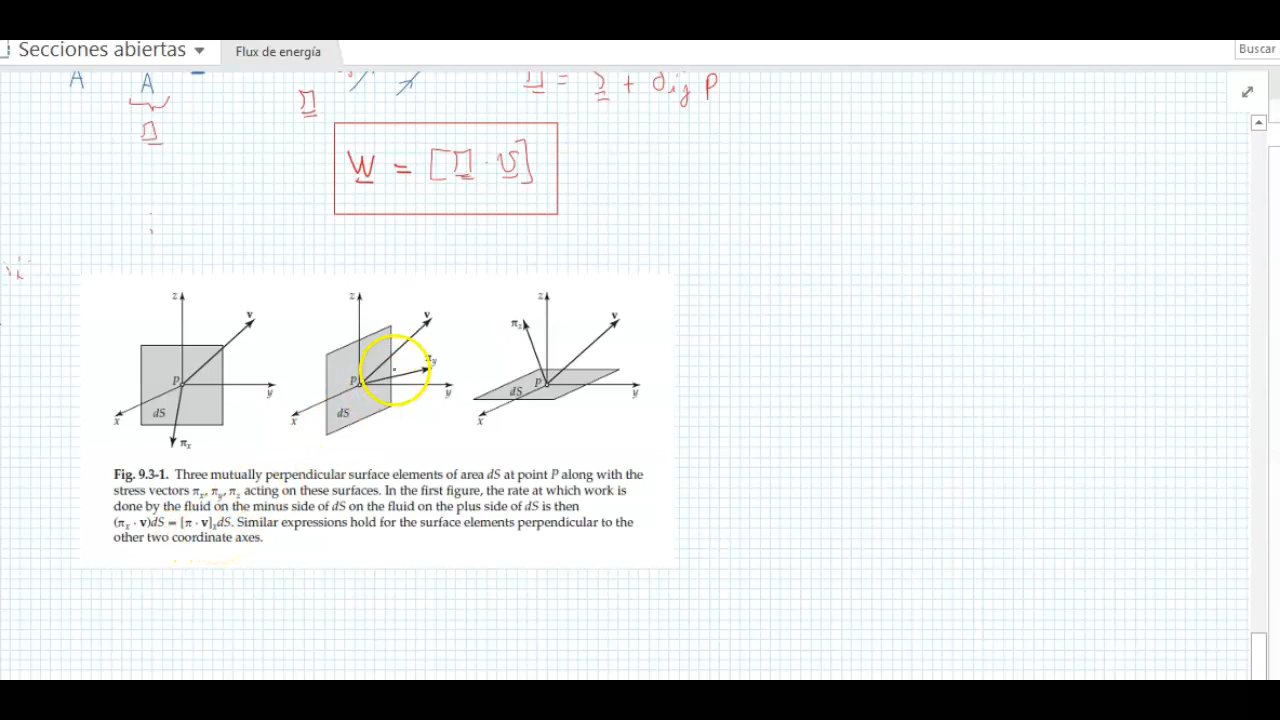 Secciones abiertas
Flux de energía
Buscar
A A
Π = τ + δij p
Π
Π
W = [Π · v]
z v z v z v
πz
πy
P y P y P y
dS dS dS
x x x
πx
Fig. 9.3-1. Three mutually perpendicular surface elements of area dS at point P along with the
stress vectors πx, πy, πz acting on these surfaces. In the first figure, the rate at which work is
done by the fluid on the minus side of dS on the fluid on the plus side of dS is then
(πx · v)dS = [π · v]xdS. Similar expressions hold for the surface elements perpendicular to the
other two coordinate axes.